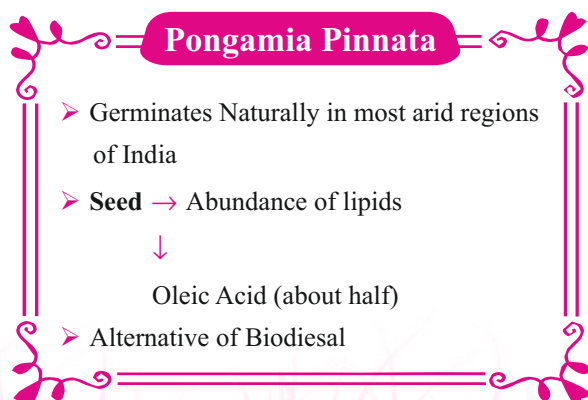 Pongamia Pinnata
➢ Germinates Naturally in most arid regions
of India
➢ Seed → Abundance of lipids
↓
Oleic Acid (about half)
➢ Alternative of Biodiesal